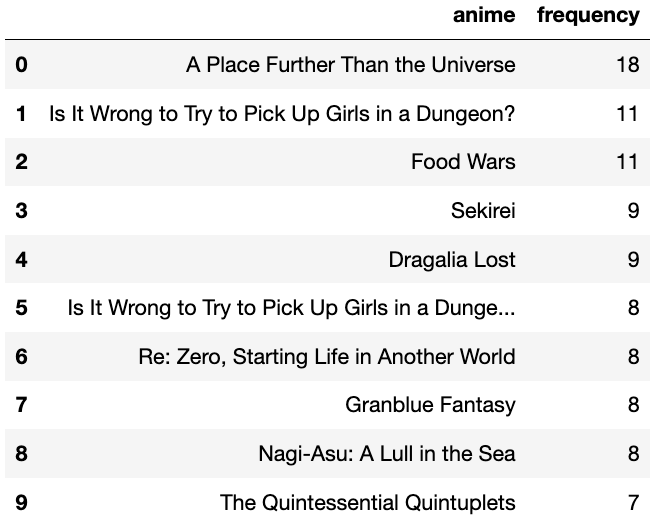 anime frequency
0 A Place Further Than the Universe 18
1 Is It Wrong to Try to Pick Up Girls in a Dungeon? 11
2 Food Wars 11
3 Sekirei 9
4 Dragalia Lost 9
5 Is It Wrong to Try to Pick Up Girls in a Dunge... 8
6 Re: Zero, Starting Life in Another World 8
7 Granblue Fantasy 8
8 Nagi-Asu: A Lull in the Sea 8
9 The Quintessential Quintuplets 7